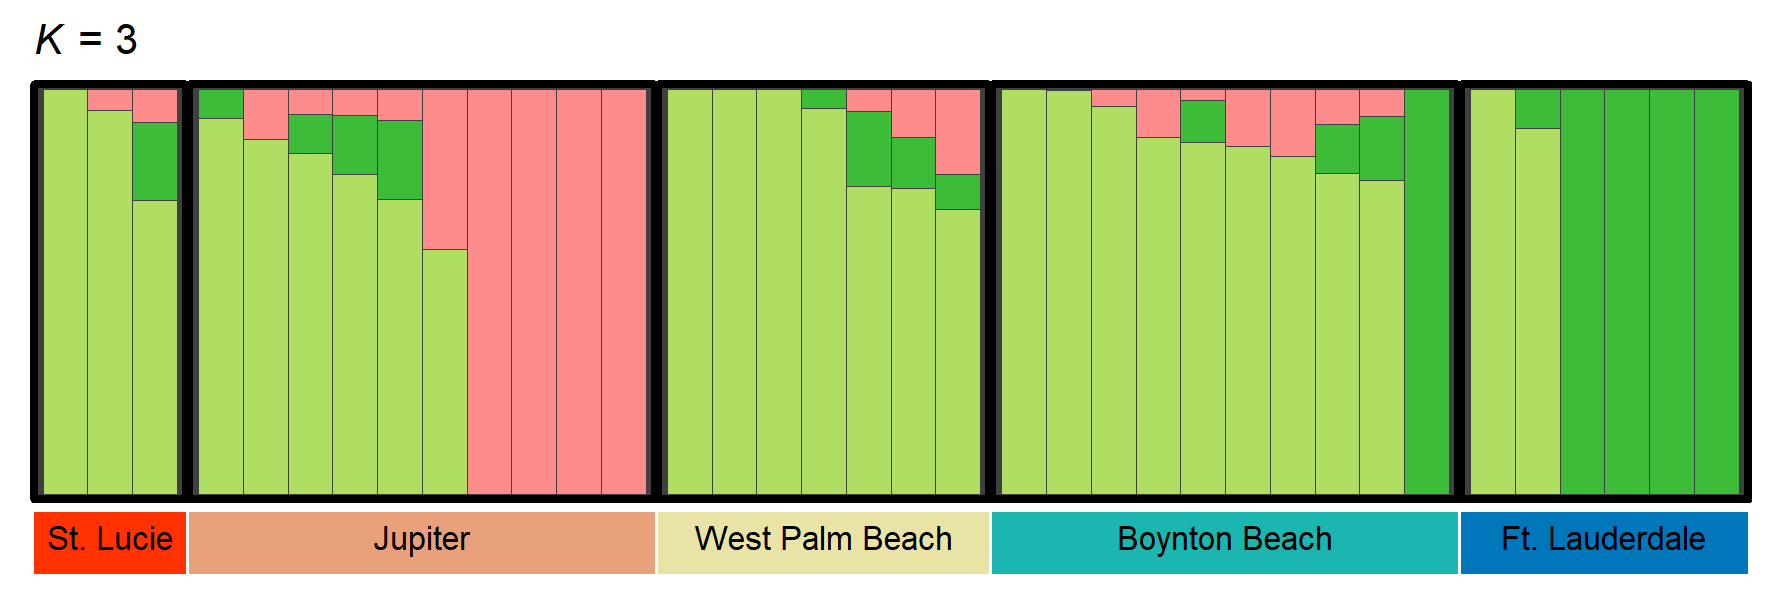 K = 3
St. Lucie
Jupiter
West Palm Beach
Boynton Beach
Ft. Lauderdale